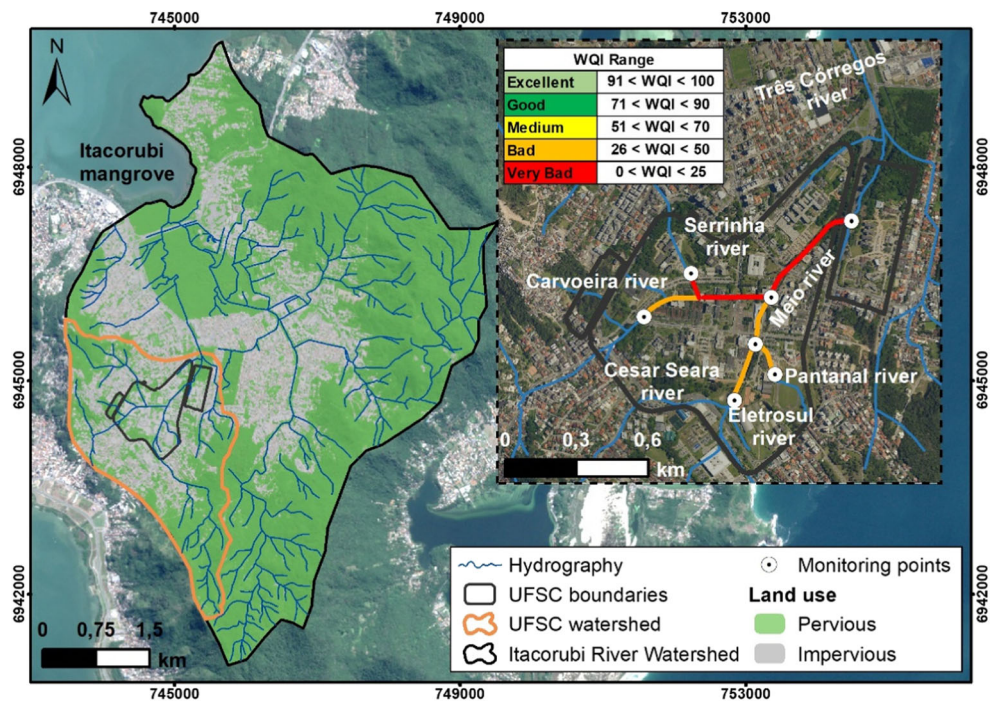 745000 749000 753000
N
Itacorubi
mangrove
WQI Range
Excellent 91 < WQI < 100
Good 71 < WQI < 90
Medium 51 < WQI < 70
Bad 26 < WQI < 50
Very Bad 0 < WQI < 25
Três Córregos
river
Serrinha
river
Carvoeira river
Meio river
Cesar Seara
river
Pantanal river
Eletrosul
river
0 0,3 0,6
km
6948000
6945000
6942000
6948000
6945000
6942000
0 0,75 1,5
km
Hydrography
UFSC boundaries
UFSC watershed
Itacorubi River Watershed
Monitoring points
Land use
Pervious
Impervious
745000 749000 753000